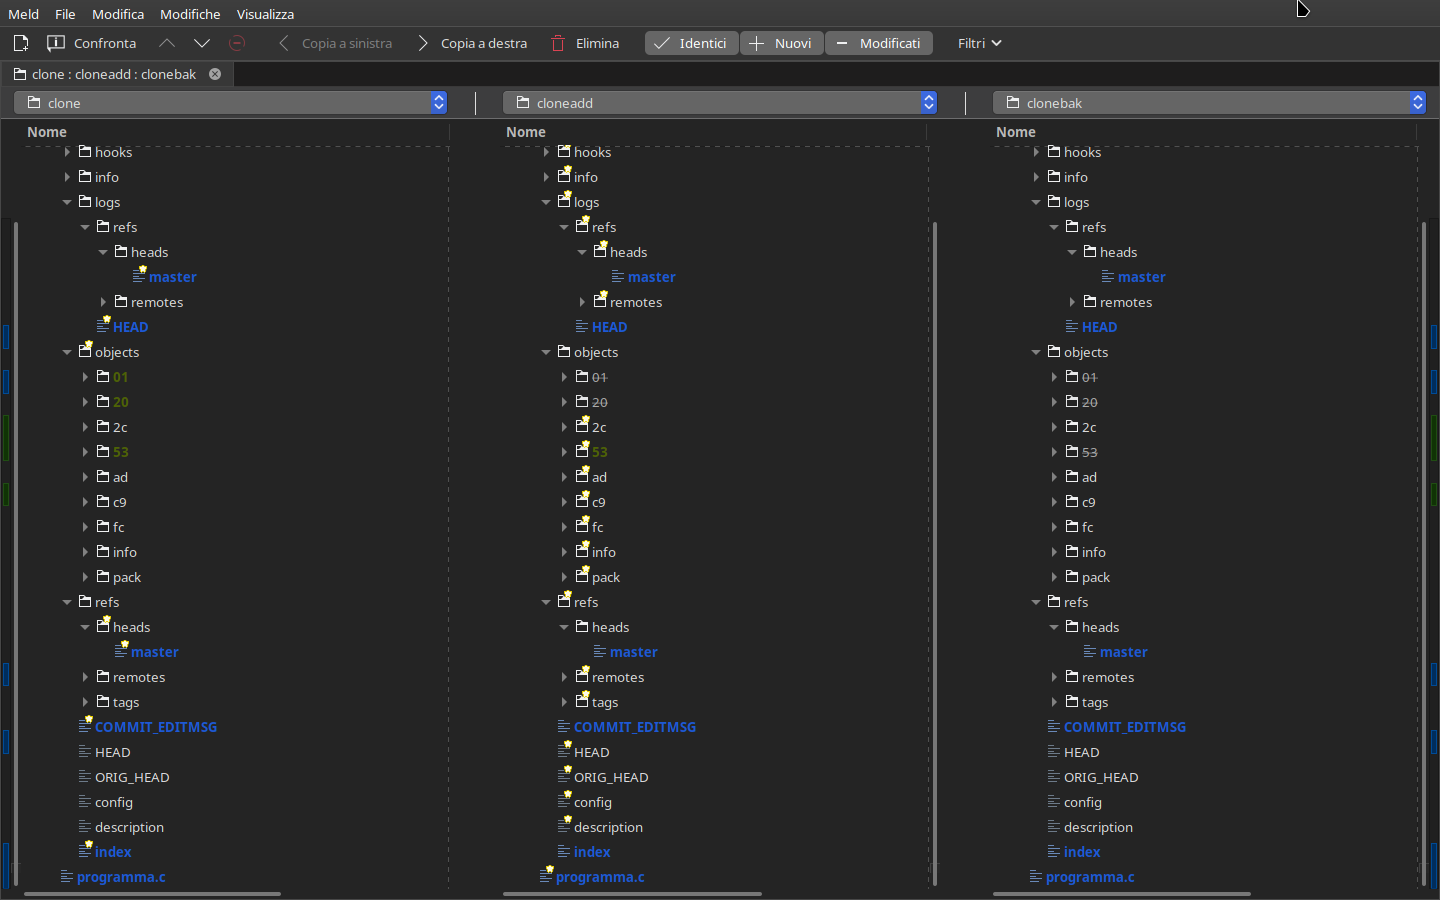 Meld File Modifica Modifiche Visualizza
Confronta Copia a sinistra Copia a destra Elimina Identici Nuovi Modificati Filtri
clone : cloneadd : clonebak
clone cloneadd clonebak
Nome Nome Nome
hooks hooks hooks
info info info
logs logs logs
refs refs refs
heads heads heads
master master master
remotes remotes remotes
HEAD HEAD HEAD
objects objects objects
01 01 01
20 20 20
2c 2c 2c
53 53 53
ad ad ad
c9 c9 c9
fc fc fc
info info info
pack pack pack
refs refs refs
heads heads heads
master master master
remotes remotes remotes
tags tags tags
COMMIT_EDITMSG COMMIT_EDITMSG COMMIT_EDITMSG
HEAD HEAD HEAD
ORIG_HEAD ORIG_HEAD ORIG_HEAD
config config config
description description description
index index index
programma.c programma.c programma.c